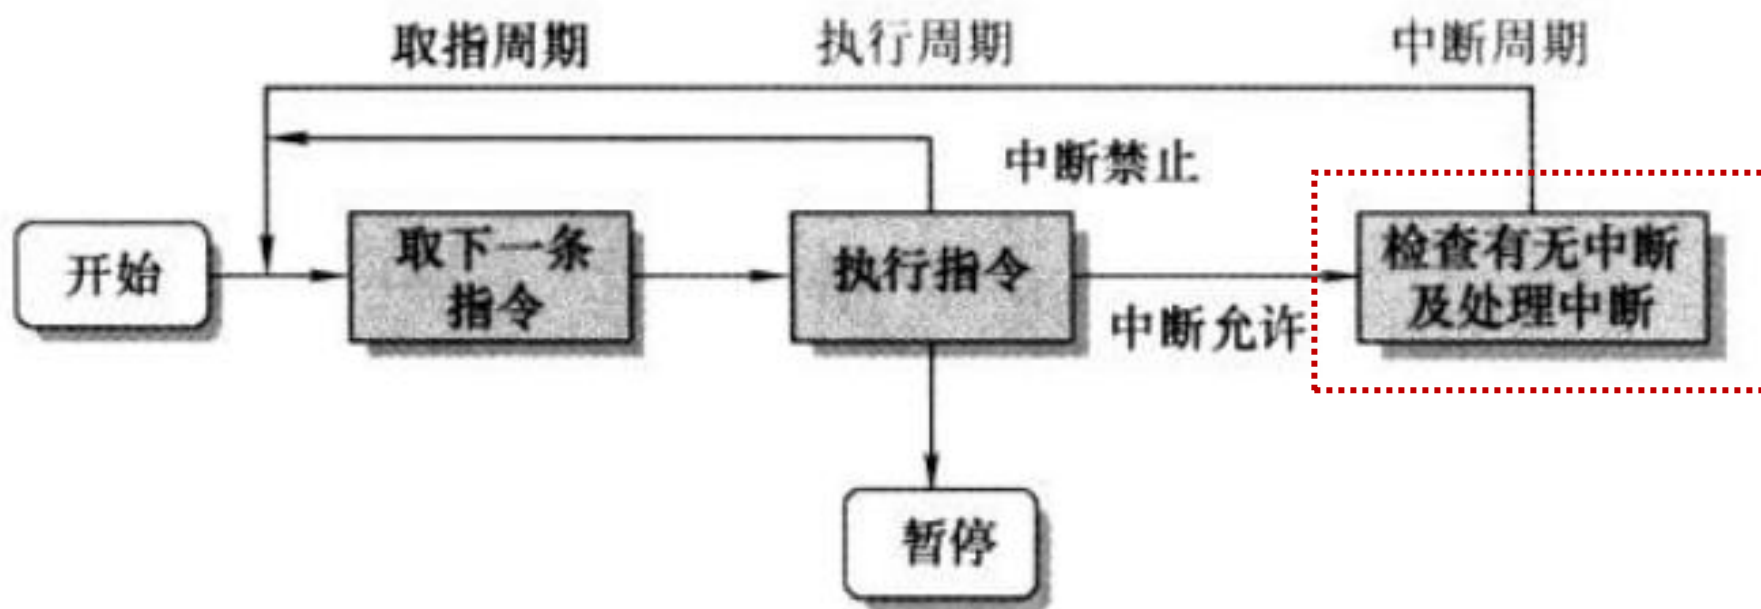 取指周期
执行周期
中断周期
中断禁止
开始
取下一条
指令
执行指令
中断允许
检查有无中断
及处理中断
暂停